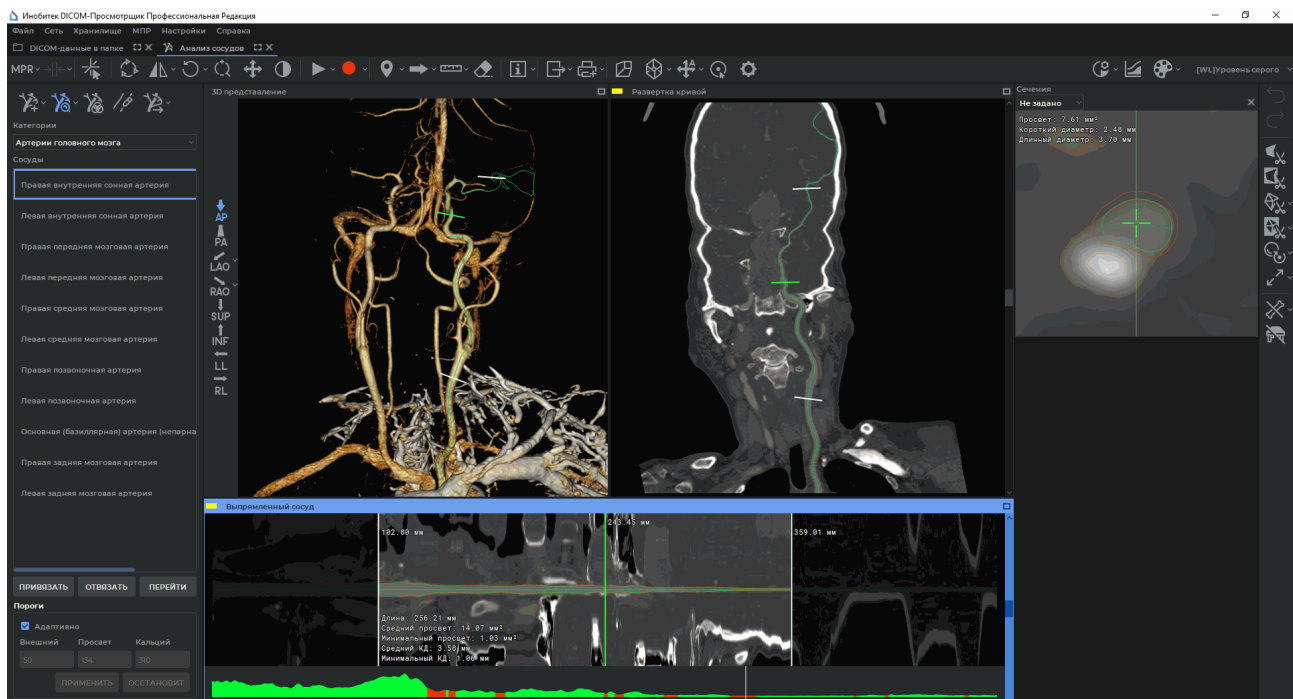 Инобитек DICOM-Просмотрщик Профессиональная Редакция
Файл Сеть Хранилище МПР Настройки Справка
DICOM-данные в папке Анализ сосудов
MPR [WL]Уровень серого
Категории
Артерии головного мозга
Сосуды
Правая внутренняя сонная артерия
Левая внутренняя сонная артерия
Правая передняя мозговая артерия
Левая передняя мозговая артерия
Правая средняя мозговая артерия
Левая средняя мозговая артерия
Правая позвоночная артерия
Левая позвоночная артерия
Основная (базиллярная) артерия (непарна
Правая задняя мозговая артерия
Левая задняя мозговая артерия
ПРИВЯЗАТЬ ОТВЯЗАТЬ ПЕРЕЙТИ
Пороги
Адаптивно
Внешний Просвет Кальций
50 134 310
ПРИМЕНИТЬ ОССТАНОВИТ
3D представление
AP
PA
LAO
RAO
SUP
INF
LL
RL
Развертка кривой
Сечения
Не задано
Просвет: 7.61 мм²
Короткий диаметр: 2.48 мм
Длинный диаметр: 3.70 мм
Выпрямленный сосуд
102.80 мм 243.45 мм 359.01 мм
Длина: 256.21 мм
Средний просвет: 14.07 мм²
Минимальный просвет: 1.03 мм²
Средний КД: 3.58 мм
Минимальный КД: 1.06 мм